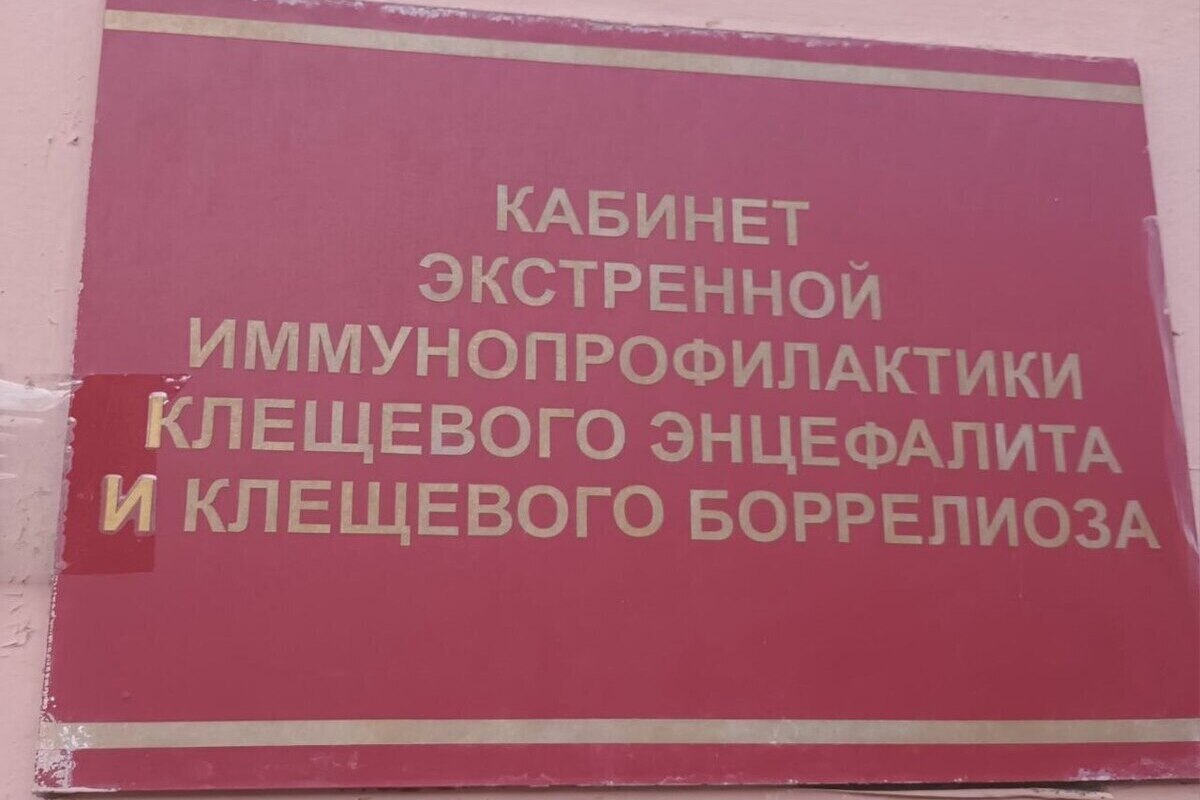 КАБИНЕТ
ЭКСТРЕННОЙ
ИММУНОПРОФИЛАКТИКИ
КЛЕЩЕВОГО ЭНЦЕФАЛИТА
И КЛЕЩЕВОГО БОРРЕЛИОЗА